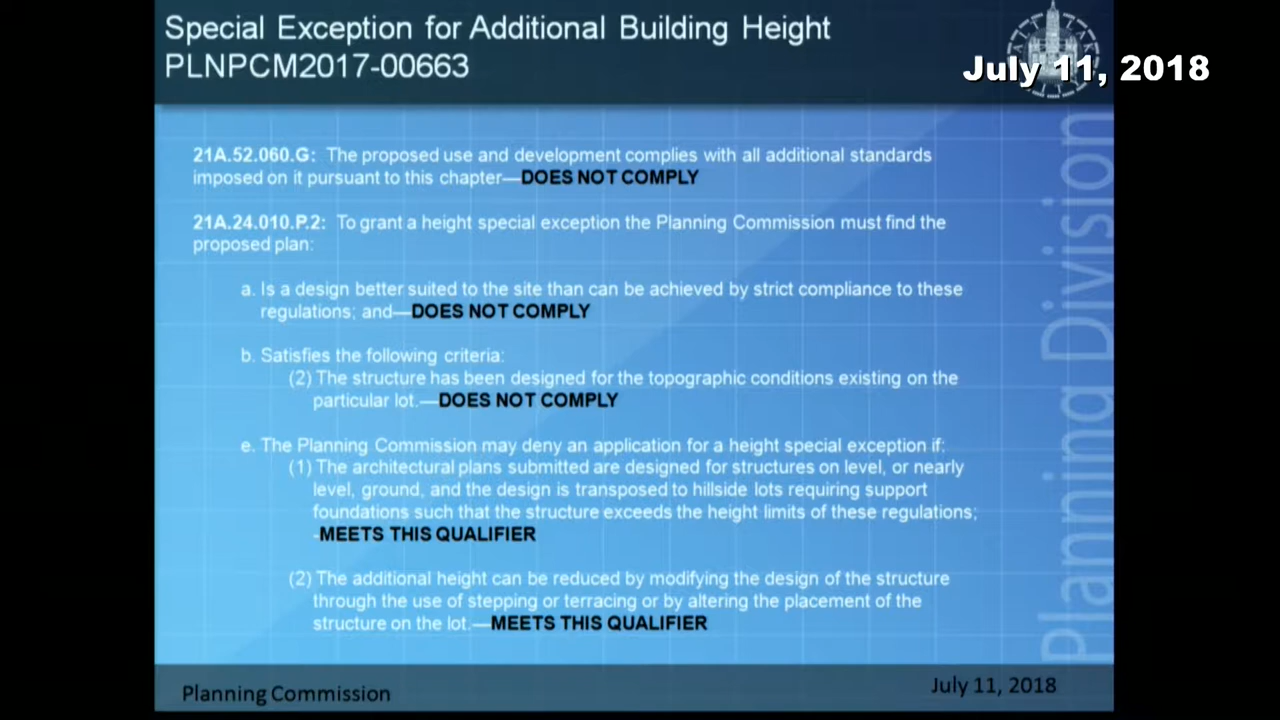 Special Exception for Additional Building Height
PLNPCM2017-00663
July 11, 2018
21A.52.060.G: The proposed use and development complies with all additional standards
imposed on it pursuant to this chapter—DOES NOT COMPLY
21A.24.010.P.2: To grant a height special exception the Planning Commission must find the
proposed plan:
a. Is a design better suited to the site than can be achieved by strict compliance to these
regulations; and—DOES NOT COMPLY
b. Satisfies the following criteria:
(2) The structure has been designed for the topographic conditions existing on the
particular lot.—DOES NOT COMPLY
e. The Planning Commission may deny an application for a height special exception if:
(1) The architectural plans submitted are designed for structures on level, or nearly
level, ground, and the design is transposed to hillside lots requiring support
foundations such that the structure exceeds the height limits of these regulations;
-MEETS THIS QUALIFIER
(2) The additional height can be reduced by modifying the design of the structure
through the use of stepping or terracing or by altering the placement of the
structure on the lot.—MEETS THIS QUALIFIER
Planning Division
Planning Commission
July 11, 2018